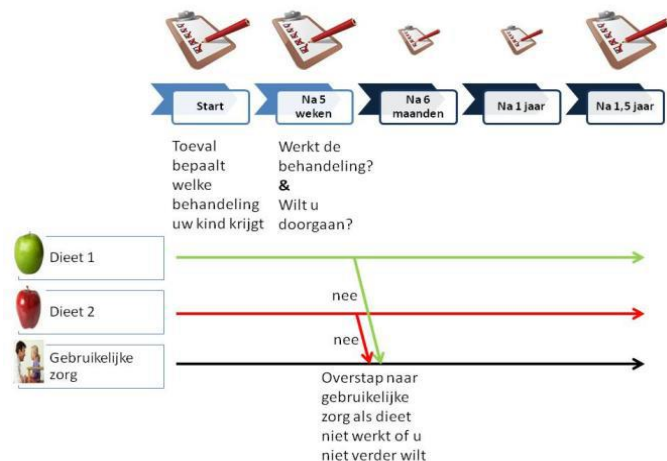 Start
Na 5
weken
Na 6
maanden
Na 1 jaar
Na 1,5 jaar
Toeval
bepaalt
welke
behandeling
uw kind krijgt
Werkt de
behandeling?
&
Wilt u
doorgaan?
Dieet 1
nee
Dieet 2
nee
Gebruikelijke
zorg
Overstap naar
gebruikelijke
zorg als dieet
niet werkt of u
niet verder wilt